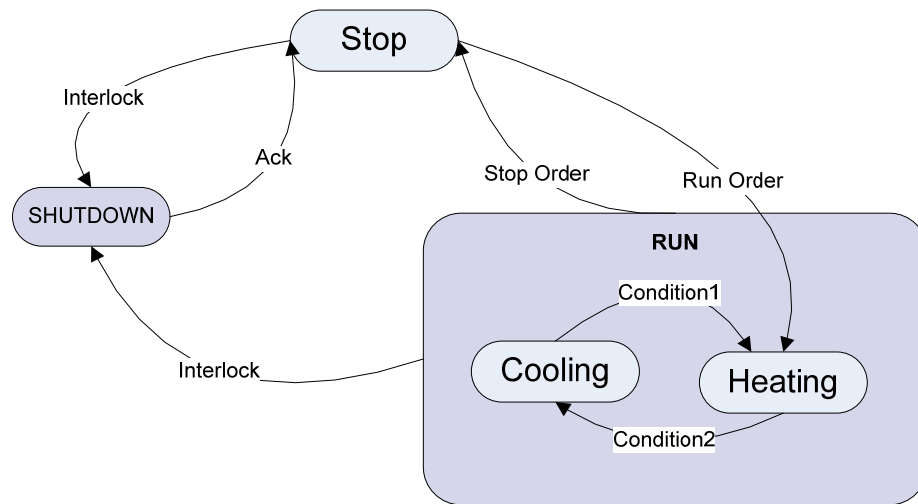 Stop
Interlock
Ack
Stop Order
Run Order
SHUTDOWN
RUN
Condition1
Interlock
Cooling
Heating
Condition2